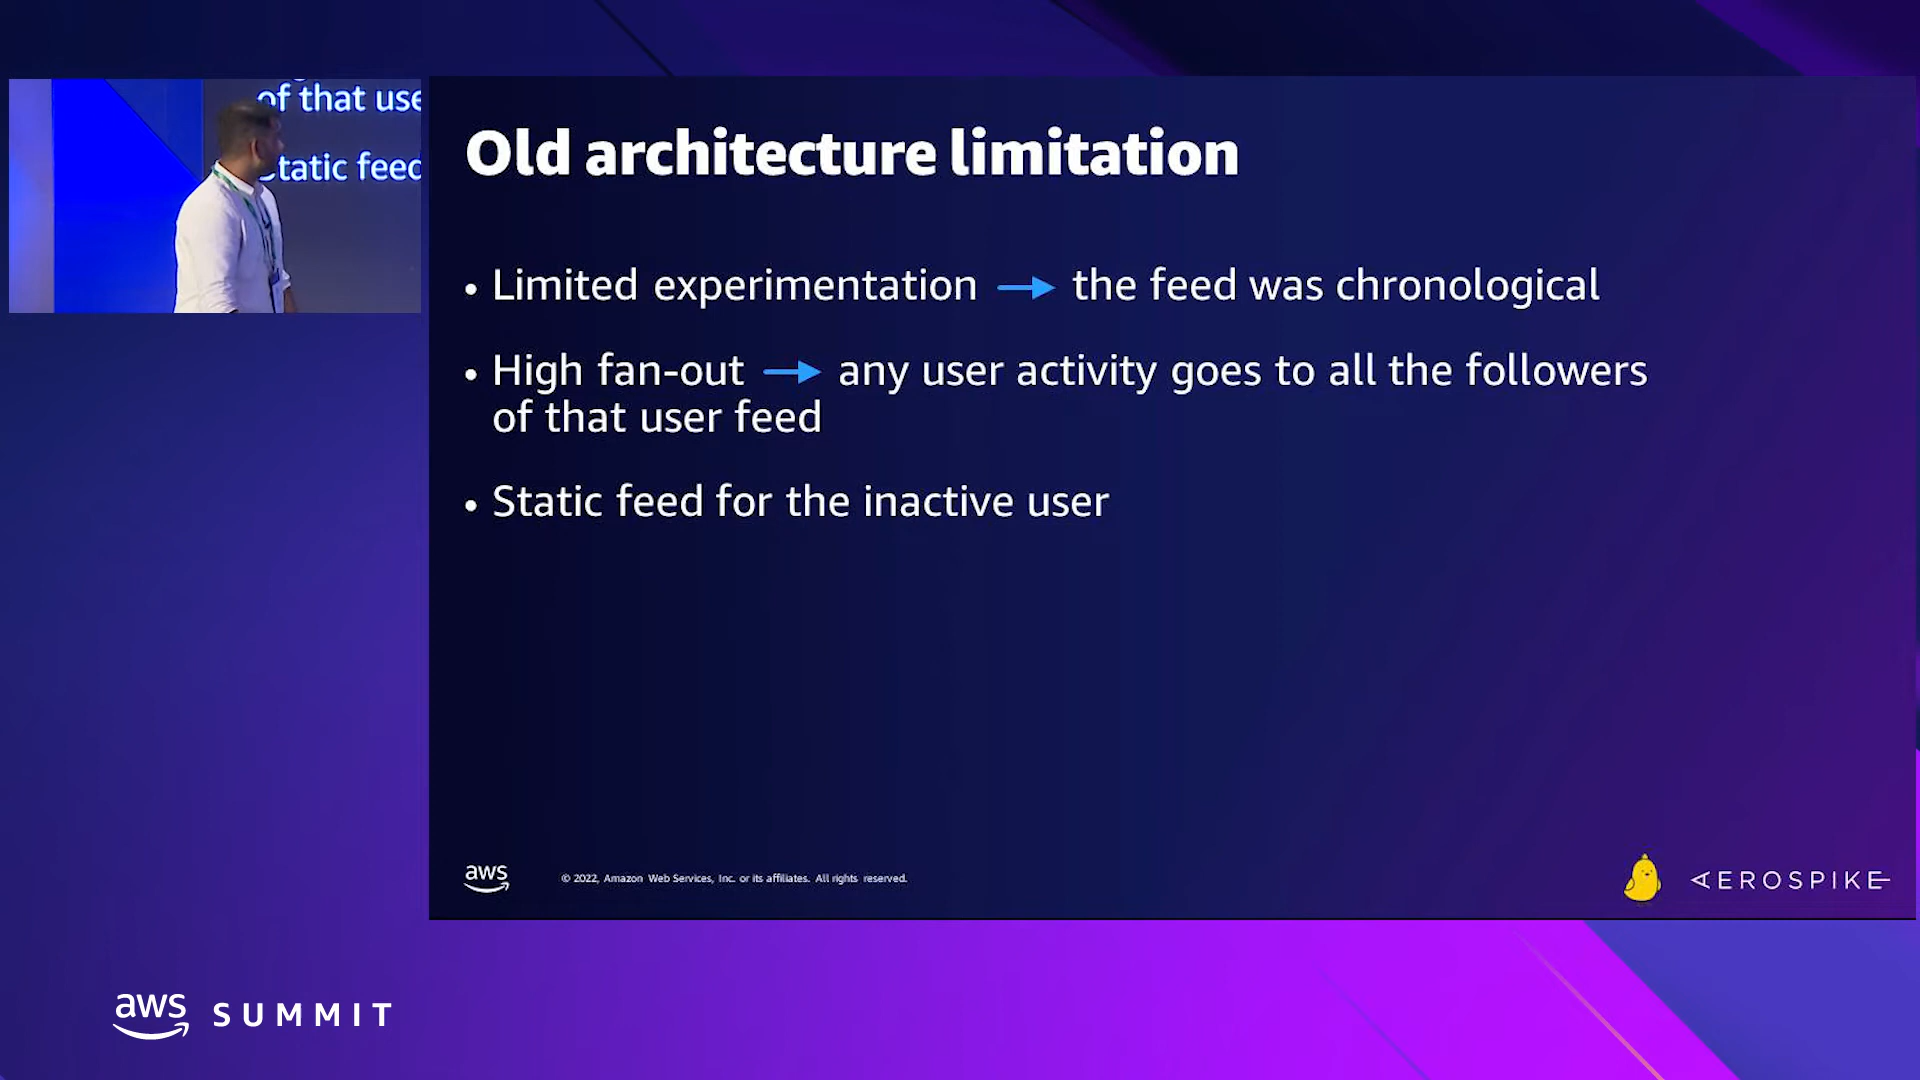 of that use
Static feed
Old architecture limitation
• Limited experimentation → the feed was chronological
• High fan-out → any user activity goes to all the followers
of that user feed
• Static feed for the inactive user
aws
© 2022, Amazon Web Services, Inc. or its affiliates. All rights reserved.
AEROSPIKE
aws SUMMIT